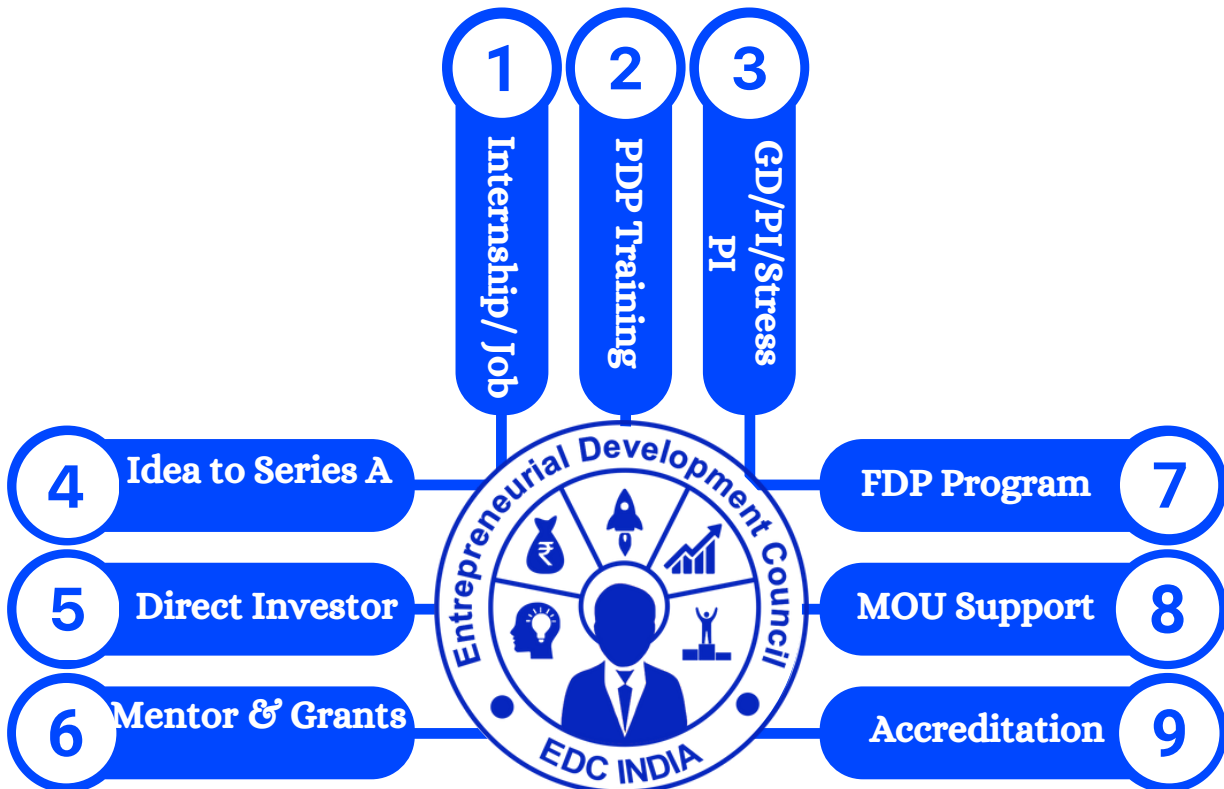 1
Internship/ Job
2
PDP Training
3
GD/PI/Stress
PI
4
Idea to Series A
5
Direct Investor
6
Mentor & Grants
Entrepreneurial Development Council
₹
EDC INDIA
FDP Program
7
MOU Support
8
Accreditation
9